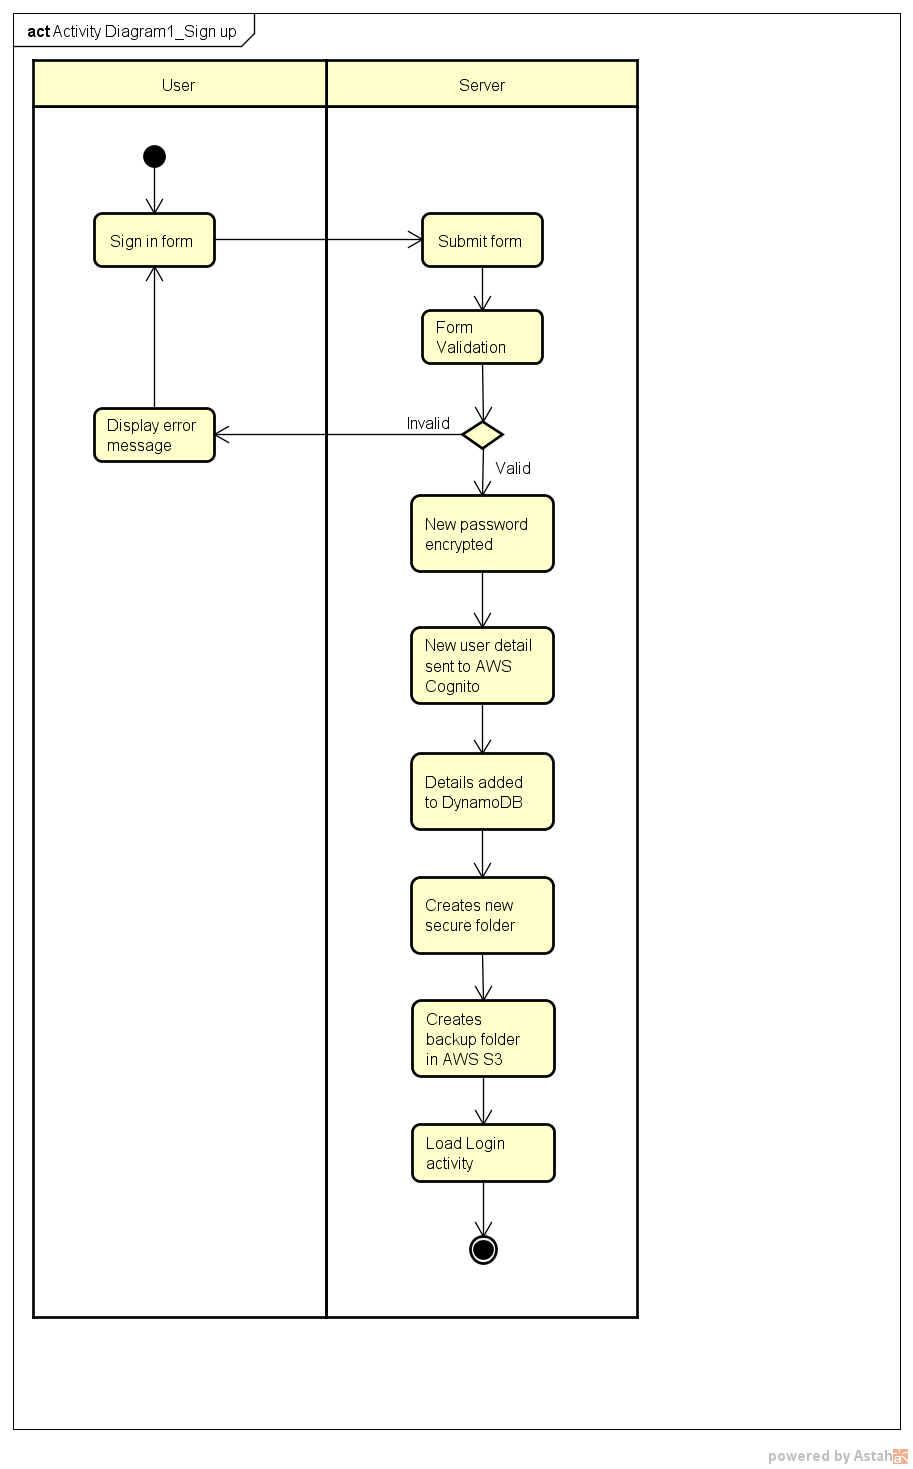 act Activity Diagram1_Sign up
User
Server
Sign in form
Submit form
Form
Validation
Invalid
Display error
message
Valid
New password
encrypted
New user detail
sent to AWS
Cognito
Details added
to DynamoDB
Creates new
secure folder
Creates
backup folder
in AWS S3
Load Login
activity
powered by Astah